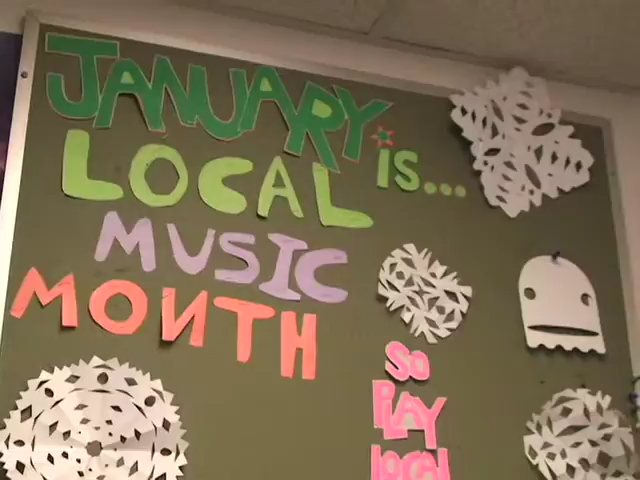 JANUARY
is...
LOCAL
MUSIC
MONTH
SO
PLAY
LOCAL